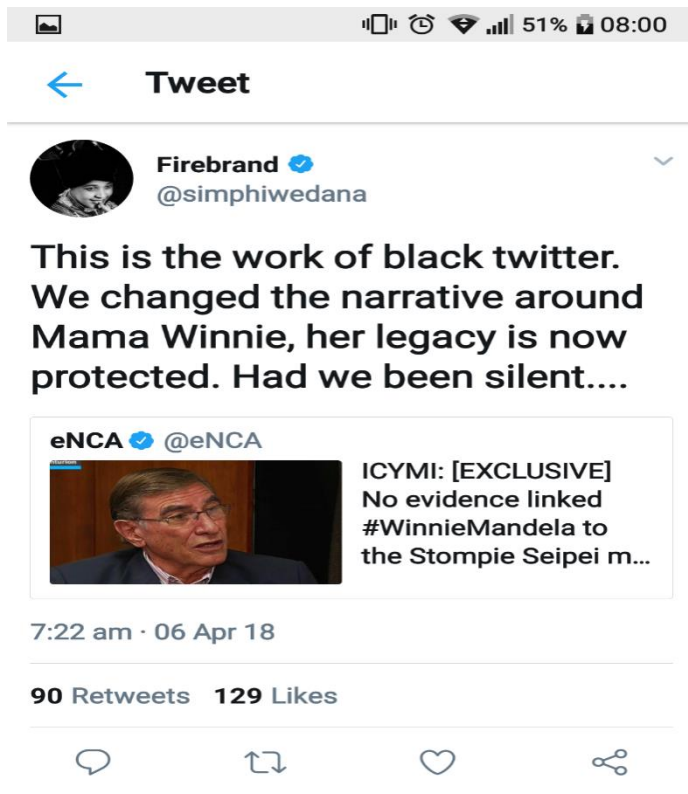 51% 08:00
Tweet
Firebrand
@simphiwedana
This is the work of black twitter.
We changed the narrative around
Mama Winnie, her legacy is now
protected. Had we been silent....
eNCA @eNCA
ICYMI: [EXCLUSIVE]
No evidence linked
#WinnieMandela to
the Stompie Seipei m...
7:22 am · 06 Apr 18
90 Retweets 129 Likes